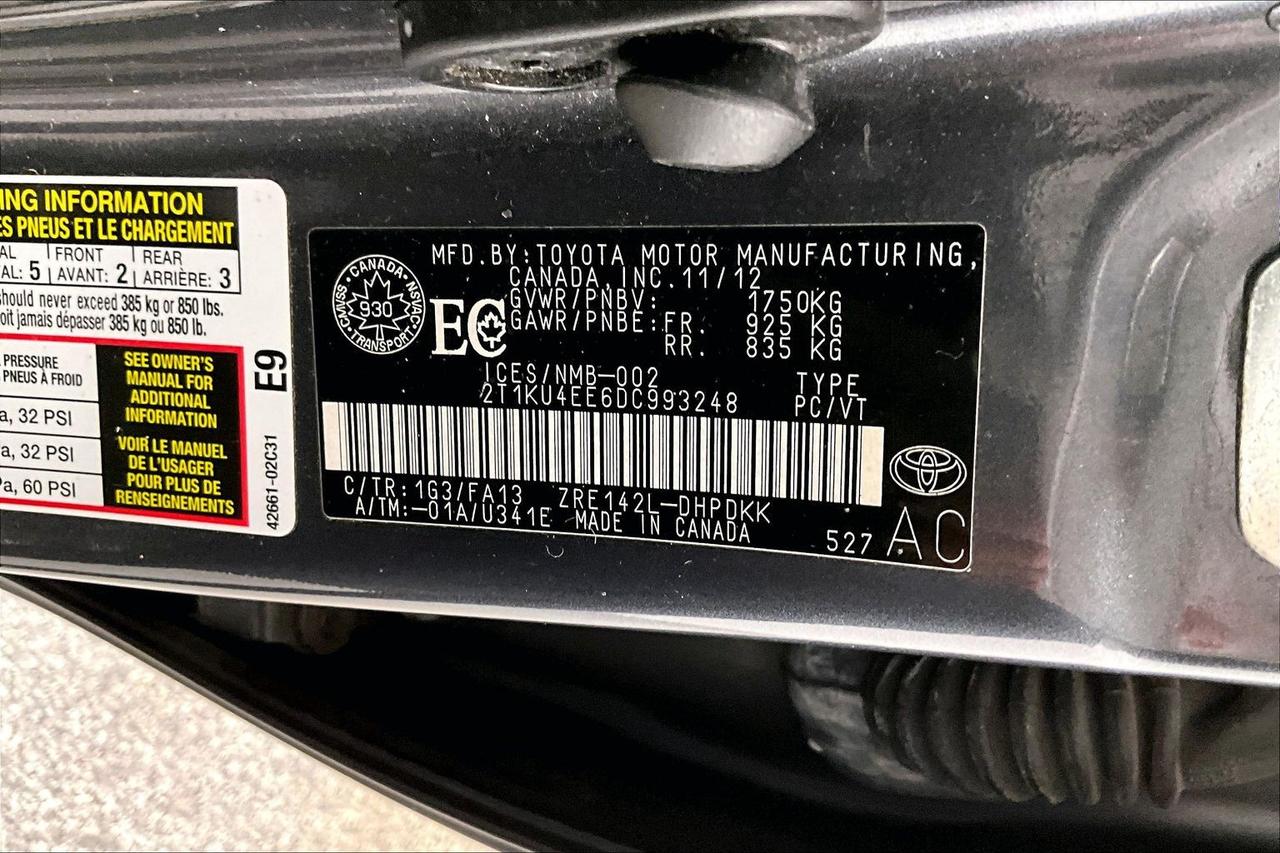 ING INFORMATION
ES PNEUS ET LE CHARGEMENT
AL FRONT REAR
AL: 5 AVANT: 2 ARRIÈRE: 3
should never exceed 385 kg or 850 lbs.
oit jamais dépasser 385 kg ou 850 lb.
PRESSURE
PNEUS À FROID
a, 32 PSI
a, 32 PSI
Pa, 60 PSI
SEE OWNER'S
MANUAL FOR
ADDITIONAL
INFORMATION
VOIR LE MANUEL
DE L'USAGER
POUR PLUS DE
RENSEIGNEMENTS
E9
42661-02C31
CANADA
CMVSS 930 NSVAC
TRANSPORT
EC
MFD.BY:TOYOTA MOTOR MANUFACTURING,
CANADA,INC.11/12
GVWR/PNBV: 1750KG
GAWR/PNBE:FR. 925 KG
RR. 835 KG
ICES/NMB-002 TYPE
2T1KU4EE6DC993248 PC/VT
C/TR:1G3/FA13 ZRE142L-DHPDKK
A/TM:-01A/U341E MADE IN CANADA
527 AC